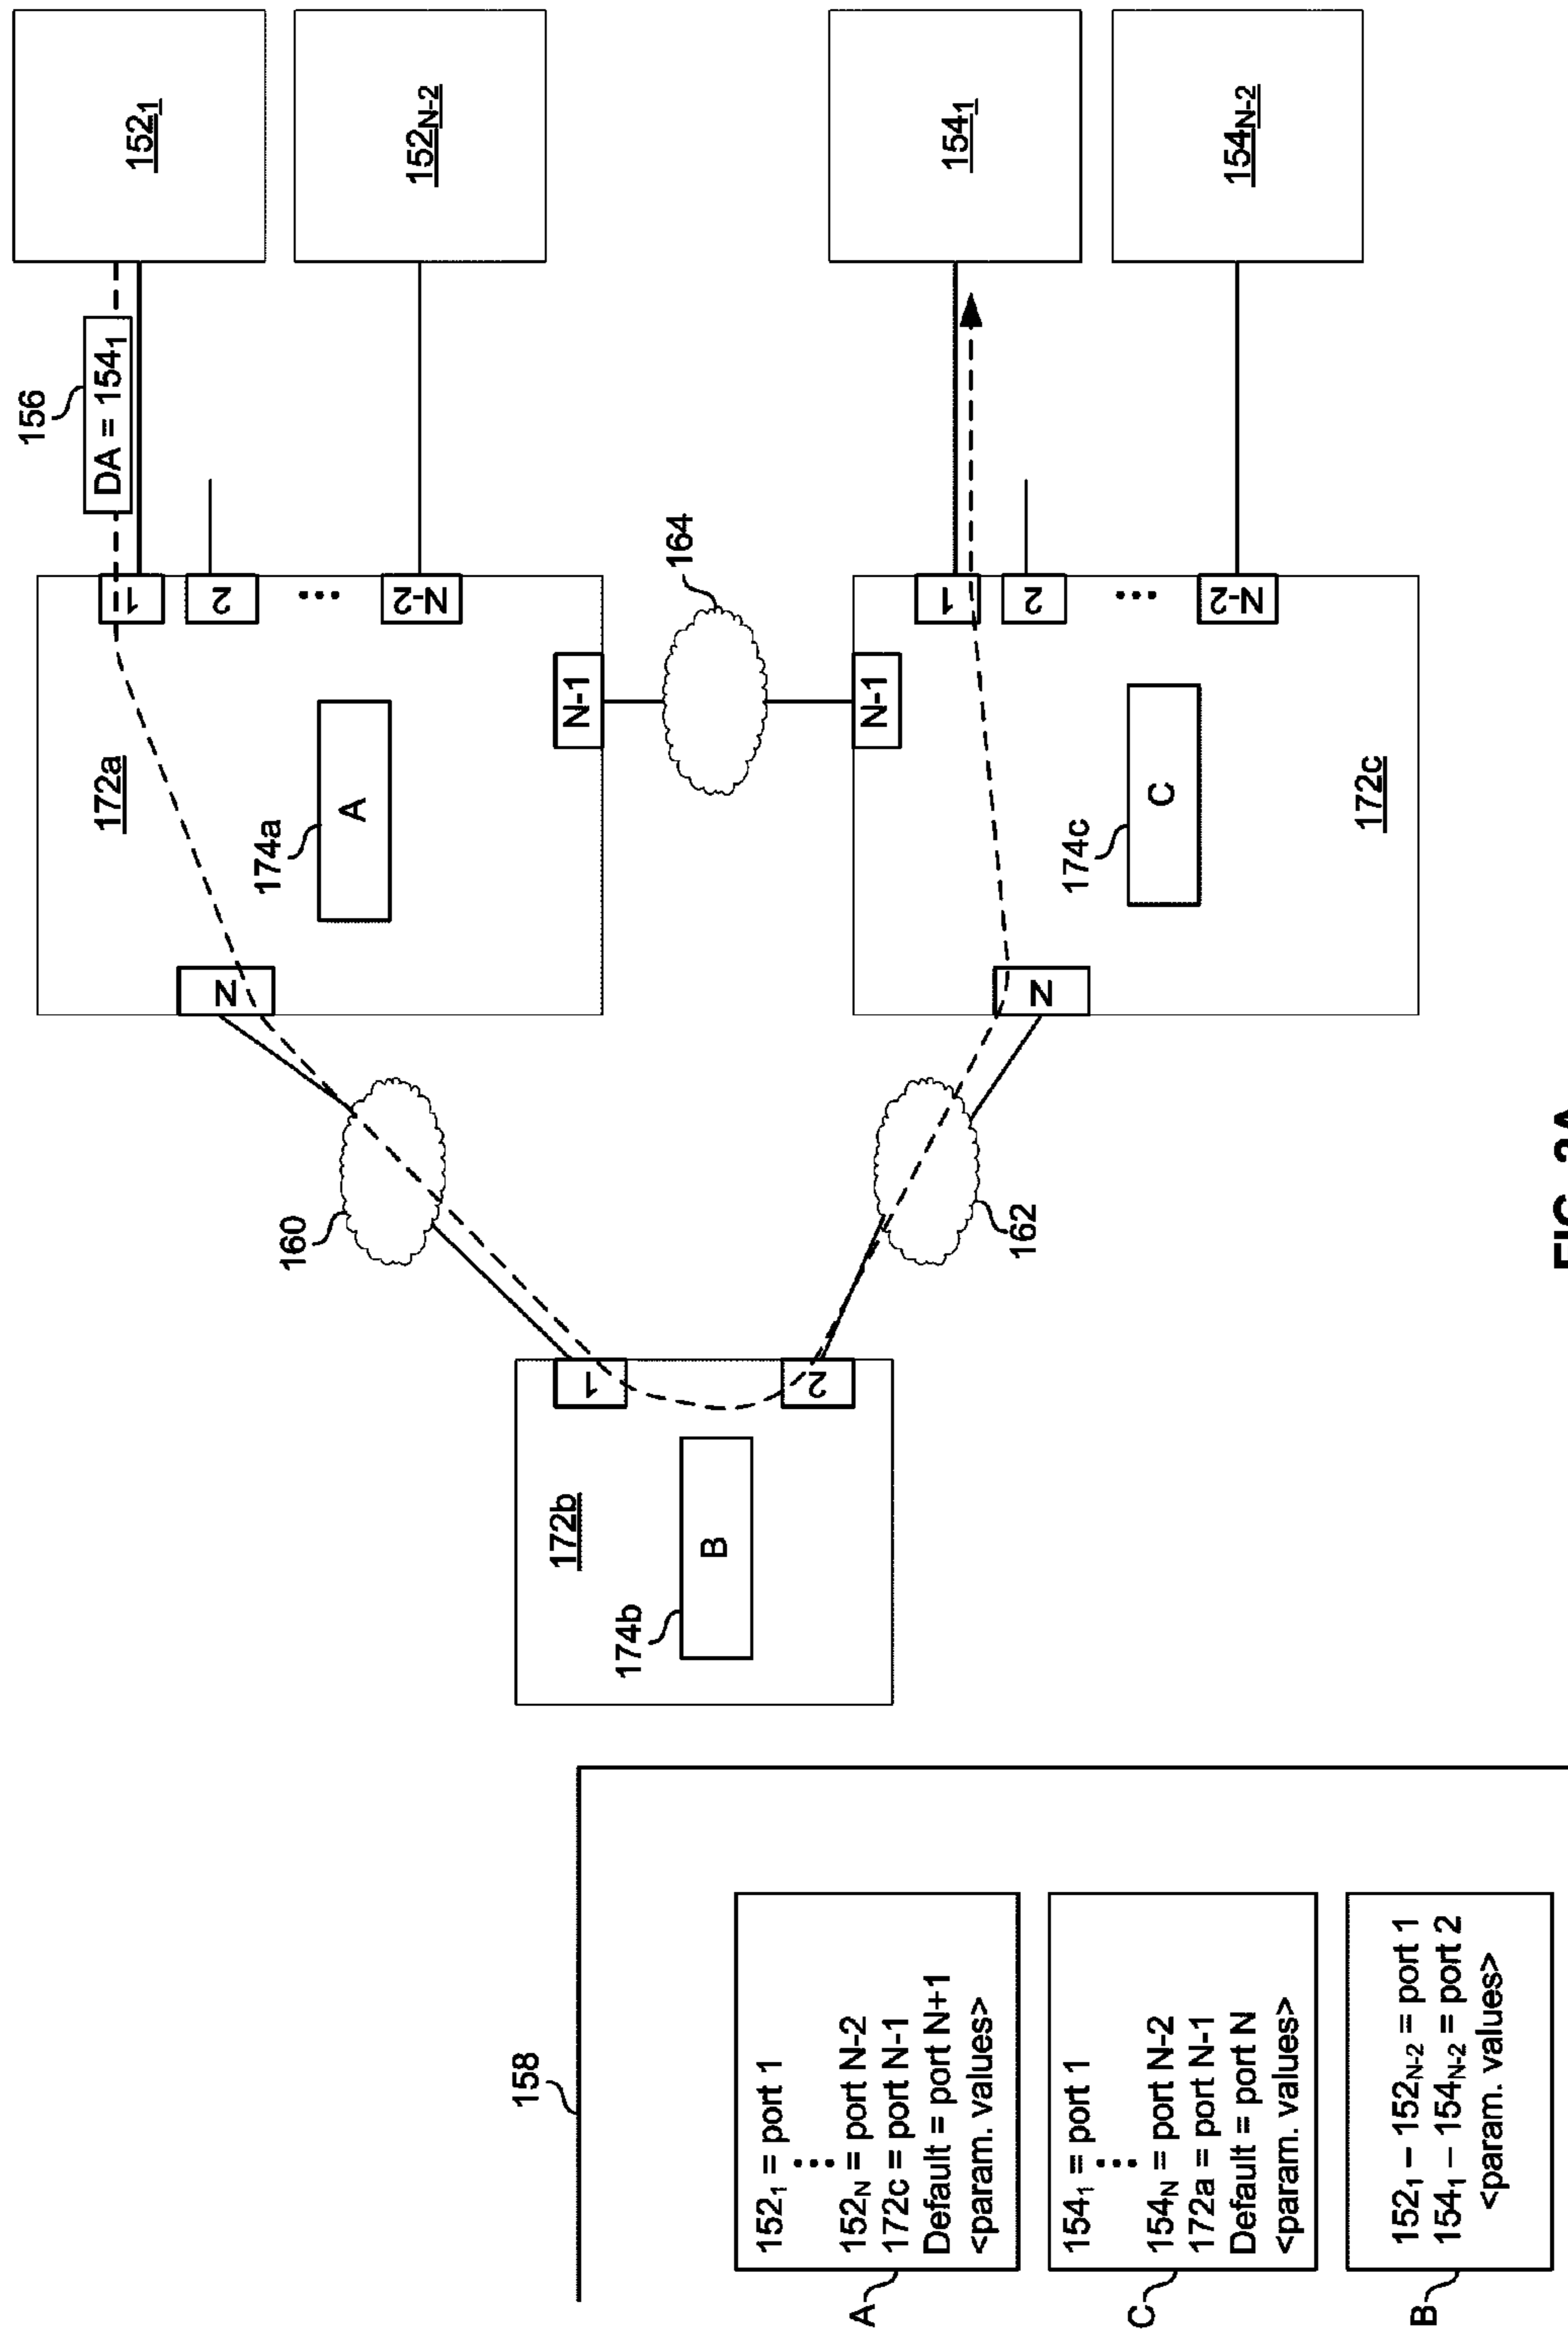 156
DA = 154₁
152₁
152N-2
172a
174a
A
1
2
...
N-2
N-1
N
160
164
172b
174b
B
1
2
162
N-1
1
2
...
N-2
N
174c
C
172c
154₁
154N-2
158
A
152₁ = port 1
...
152N = port N-2
172c = port N-1
Default = port N+1
<param. values>
C
154₁ = port 1
...
154N = port N-2
172a = port N-1
Default = port N
<param. values>
B
152₁ – 152N-2 = port 1
154₁ – 154N-2 = port 2
<param. values>
FIG.